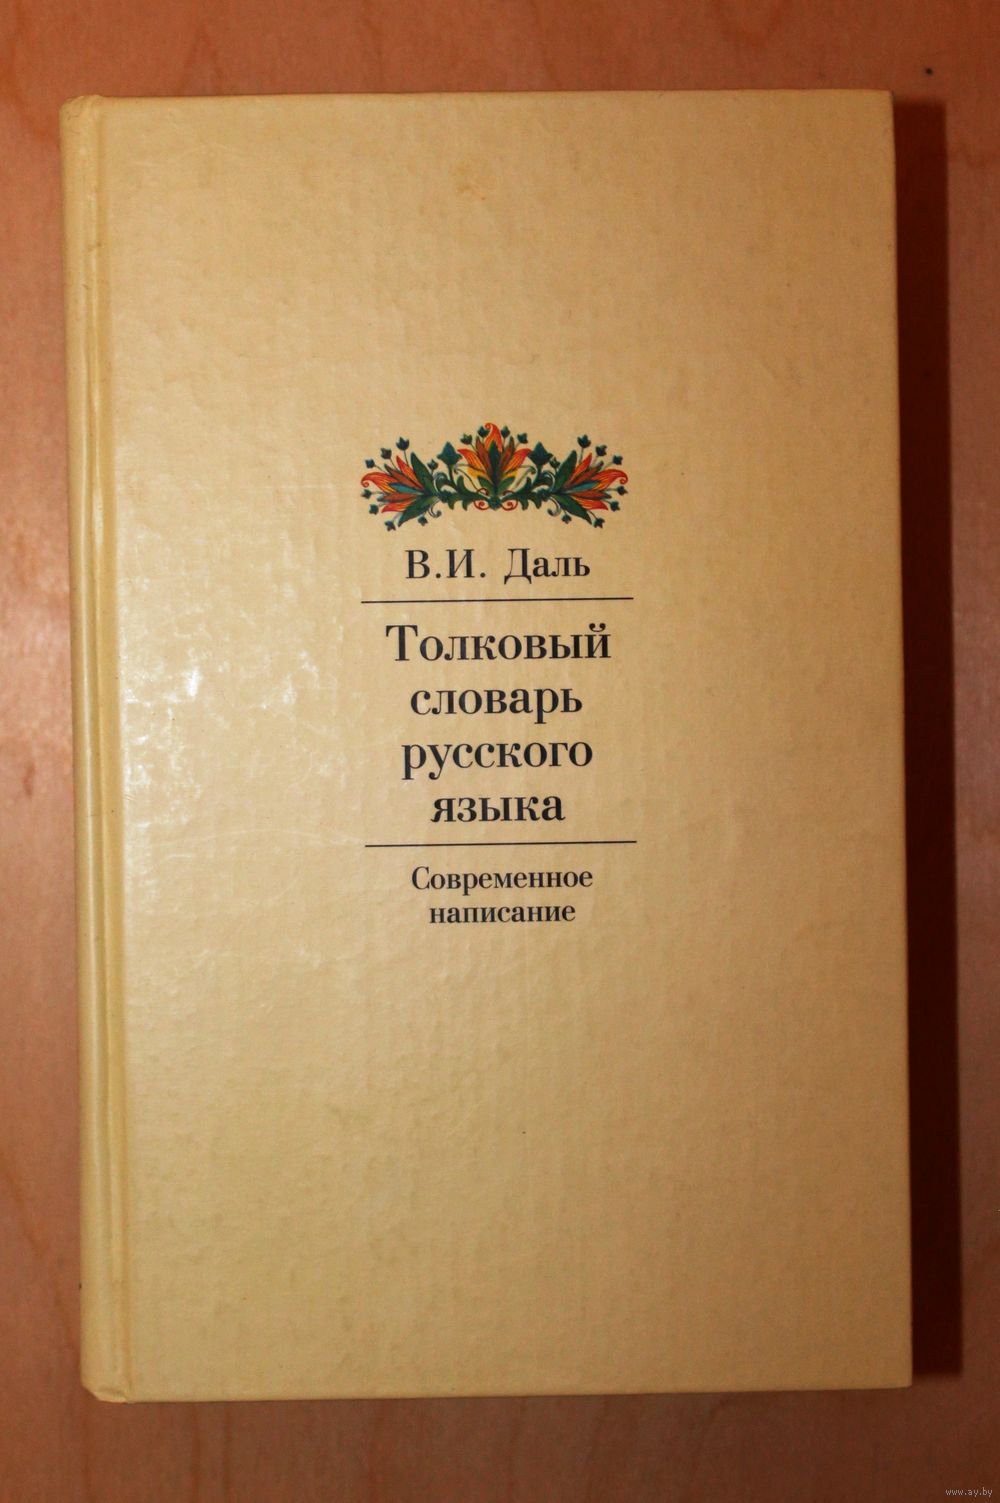 В.И. Даль
Толковый
словарь
русского
языка
Современное
написание
www.ay.by